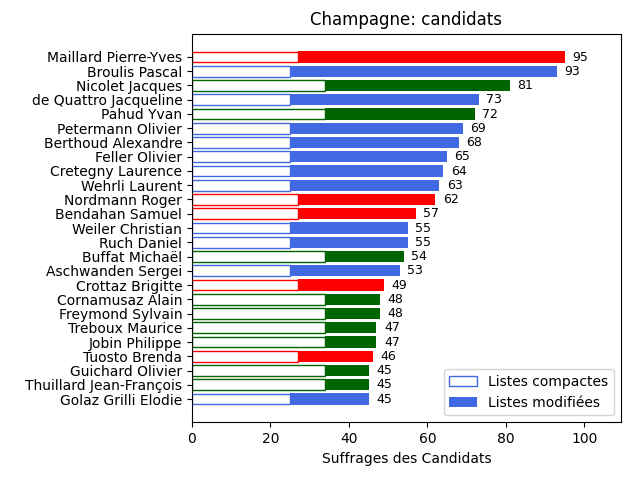 Champagne: candidats
Maillard Pierre-Yves 95
Broulis Pascal 93
Nicolet Jacques 81
de Quattro Jacqueline 73
Pahud Yvan 72
Petermann Olivier 69
Berthoud Alexandre 68
Feller Olivier 65
Cretegny Laurence 64
Wehrli Laurent 63
Nordmann Roger 62
Bendahan Samuel 57
Weiler Christian 55
Ruch Daniel 55
Buffat Michaël 54
Aschwanden Sergei 53
Crottaz Brigitte 49
Cornamusaz Alain 48
Freymond Sylvain 48
Treboux Maurice 47
Jobin Philippe 47
Tuosto Brenda 46
Guichard Olivier 45
Thuillard Jean-François 45
Golaz Grilli Elodie 45
Listes compactes
Listes modifiées
0 20 40 60 80 100
Suffrages des Candidats